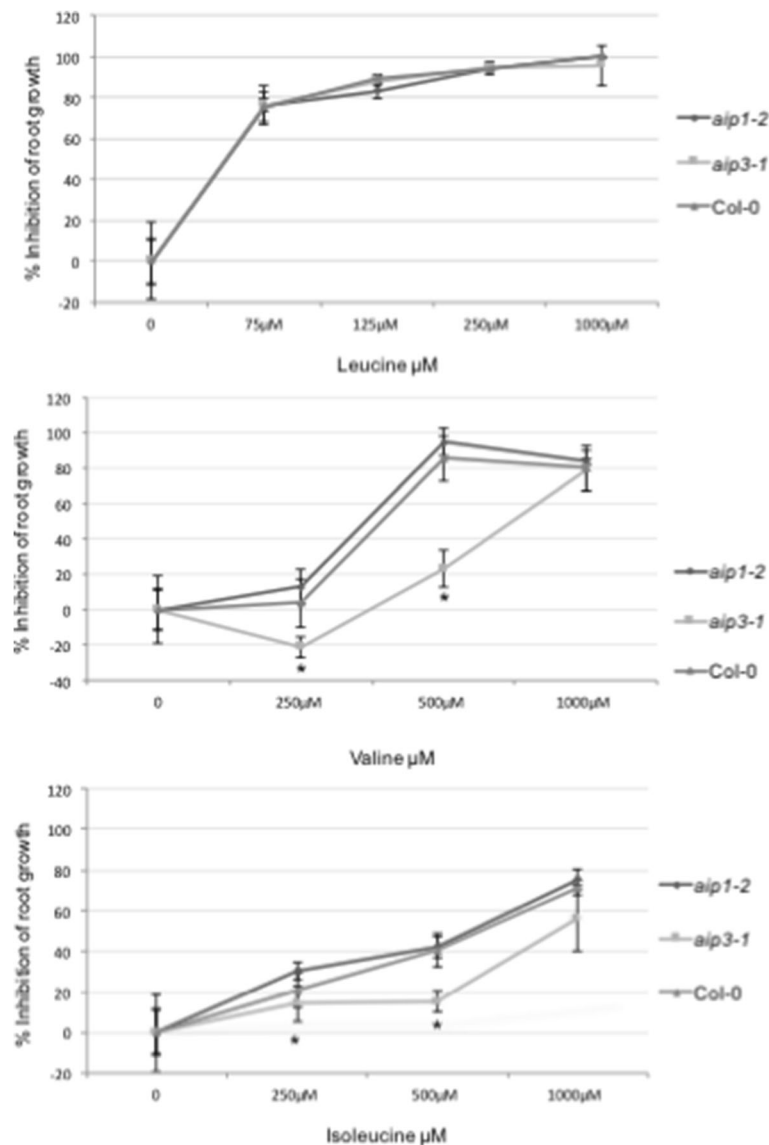 120
100
80
60
40
20
0
-20
% Inhibition of root growth
0 75µM 125µM 250µM 1000µM
Leucine µM
aip1-2
aip3-1
Col-0
120
100
80
60
40
20
0
-20
-40
% Inhibition of root growth
*
*
0 250µM 500µM 1000µM
Valine µM
aip1-2
aip3-1
Col-0
120
100
80
60
40
20
0
-20
% Inhibition of root growth
*
*
0 250µM 500µM 1000µM
Isoleucine µM
aip1-2
aip3-1
Col-0